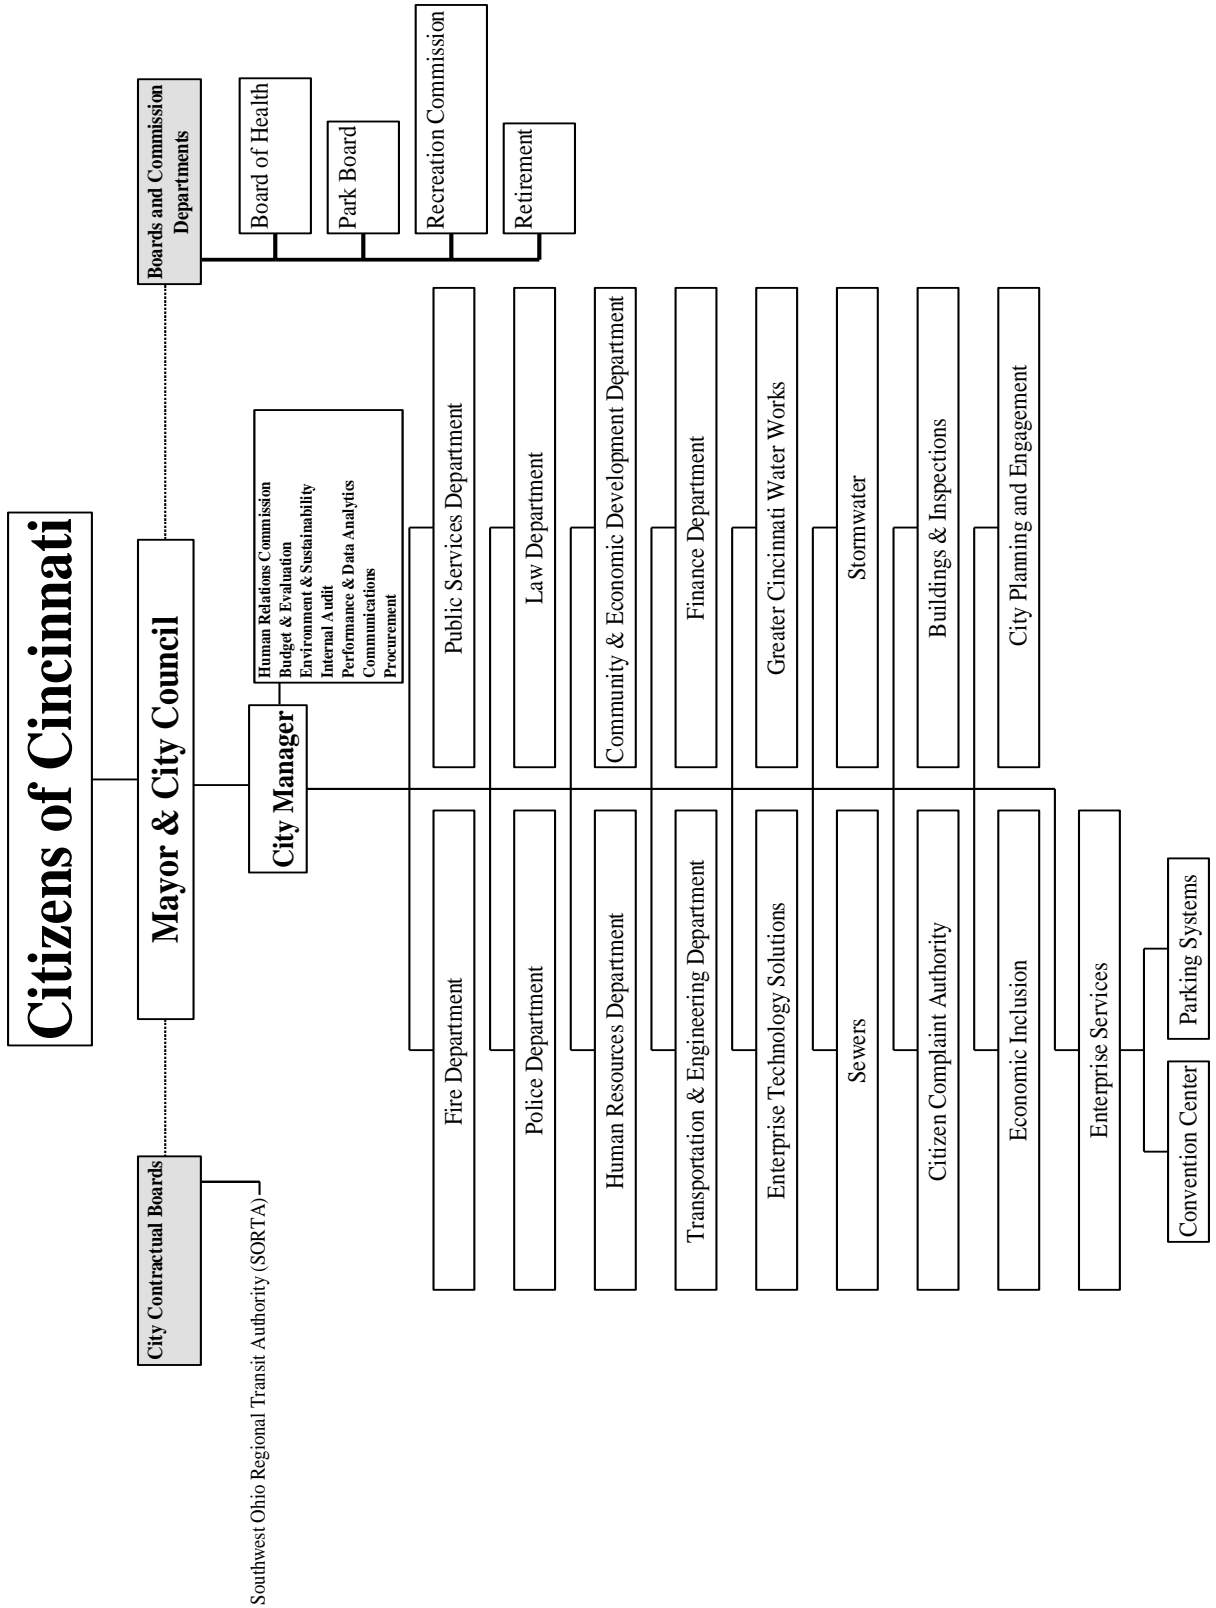 Citizens of Cincinnati
Mayor & City Council
City Contractual Boards
Southwest Ohio Regional Transit Authority (SORTA)
Boards and Commission
Departments
Board of Health
Park Board
Recreation Commission
Retirement
City Manager
Human Relations Commission
Budget & Evaluation
Environment & Sustainability
Internal Audit
Performance & Data Analytics
Communications
Procurement
Fire Department
Public Services Department
Police Department
Law Department
Human Resources Department
Community & Economic Development Department
Transportation & Engineering Department
Finance Department
Enterprise Technology Solutions
Greater Cincinnati Water Works
Sewers
Stormwater
Citizen Complaint Authority
Buildings & Inspections
Economic Inclusion
City Planning and Engagement
Enterprise Services
Convention Center
Parking Systems